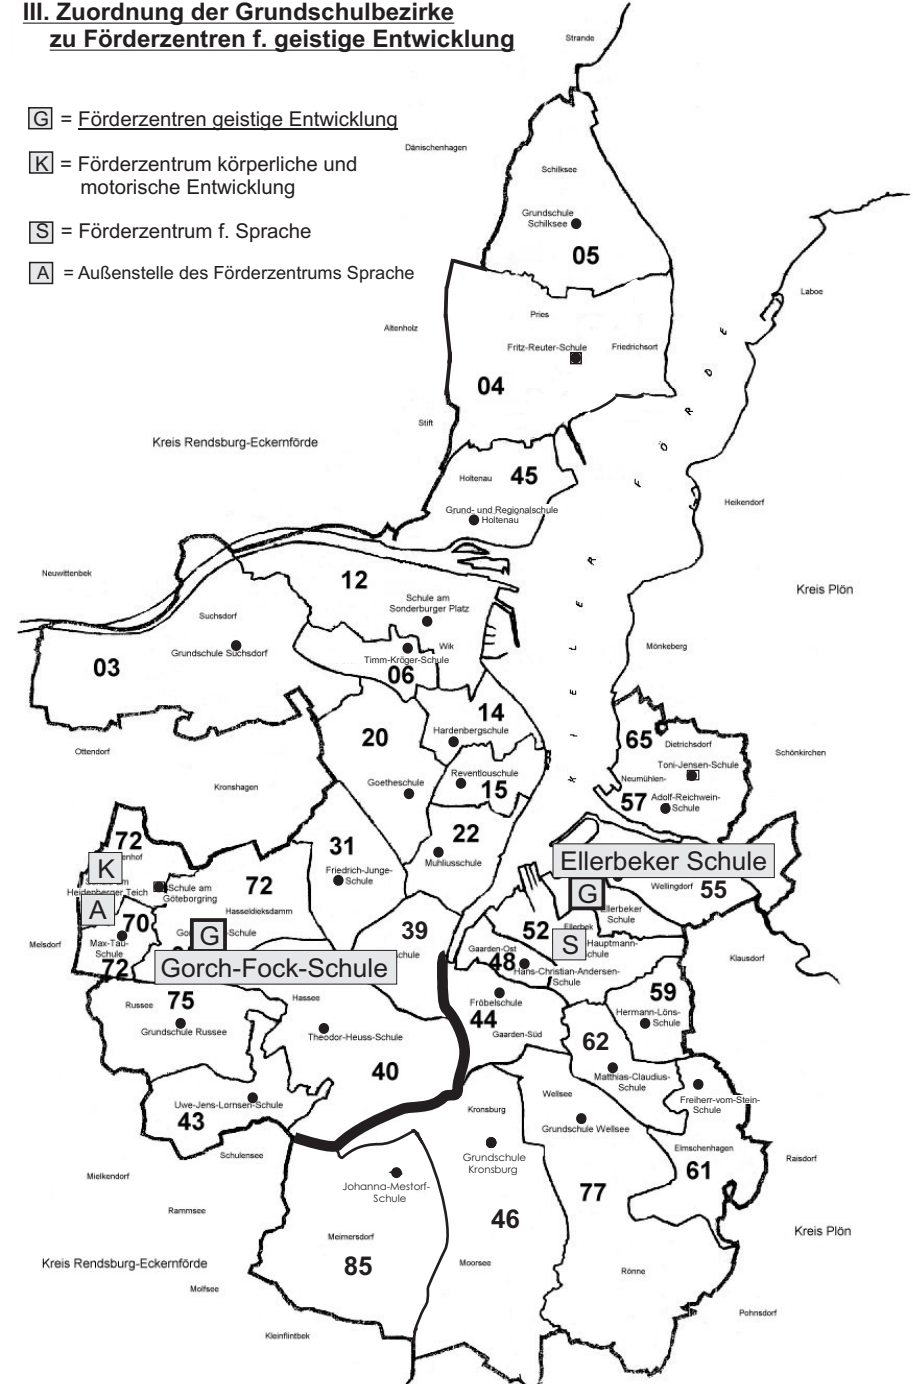 III. Zuordnung der Grundschulbezirke
zu Förderzentren f. geistige Entwicklung
Strande
G = Förderzentren geistige Entwicklung
Dänischenhagen
K = Förderzentrum körperliche und
motorische Entwicklung
Schilksee
Grundschule
Schilksee
S = Förderzentrum f. Sprache
05
A = Außenstelle des Förderzentrums Sprache
Laboe
Pries
Altenholz
Fritz-Reuter-Schule
Friedrichsort
04
Stift
Kreis Rendsburg-Eckernförde
KIELER FÖRDE
Holtenau
45
Heikendorf
Grund- und Regionalschule
Holtenau
Neuwittenbek
12
Kreis Plön
Schule am
Sonderburger Platz
Suchsdorf
Grundschule Suchsdorf
03
Wik
Timm-Kröger-Schule
06
Mönkeberg
14
Hardenbergschule
20
65
Dietrichsdorf
Ottendorf
Schönkirchen
Toni-Jensen-Schule
Reventlouschule
15
Neumühlen-
Goetheschule
Kronshagen
57
Adolf-Reichwein-
Schule
22
Muhliusschule
31
Friedrich-Junge-
Schule
72
K
Heidenberger Teich
Schule am
Göteborgring
72
Hasseldieksdamm
Ellerbeker Schule
G
Wellingdorf
55
Ellerbeker
Schule
A
70
Max-Tau-
Schule
72
Melsdorf
G
-Schule
Gorch-Fock-Schule
39
52
S
Hauptmann-
Gaarden-Ost
48
Hans-Christian-Andersen-
Schule
Klausdorf
Russee
75
Grundschule Russee
Hassee
Theodor-Heuss-Schule
40
Fröbelschule
44
Gaarden-Süd
59
Hermann-Löns-
Schule
62
Matthias-Claudius-
Schule
Freiherr-vom-Stein-
Schule
Uwe-Jens-Lornsen-Schule
43
Wellsee
Kronsburg
Grundschule Wellsee
Schulensee
Grundschule
Kronsburg
Elmschenhagen
61
Raisdorf
Mielkendorf
Johanna-Mestorf-
Schule
77
Rammsee
46
Kreis Plön
Meimersdorf
85
Moorsee
Kreis Rendsburg-Eckernförde
Rönne
Molfsee
Pohnsdorf
Kleinflintbek